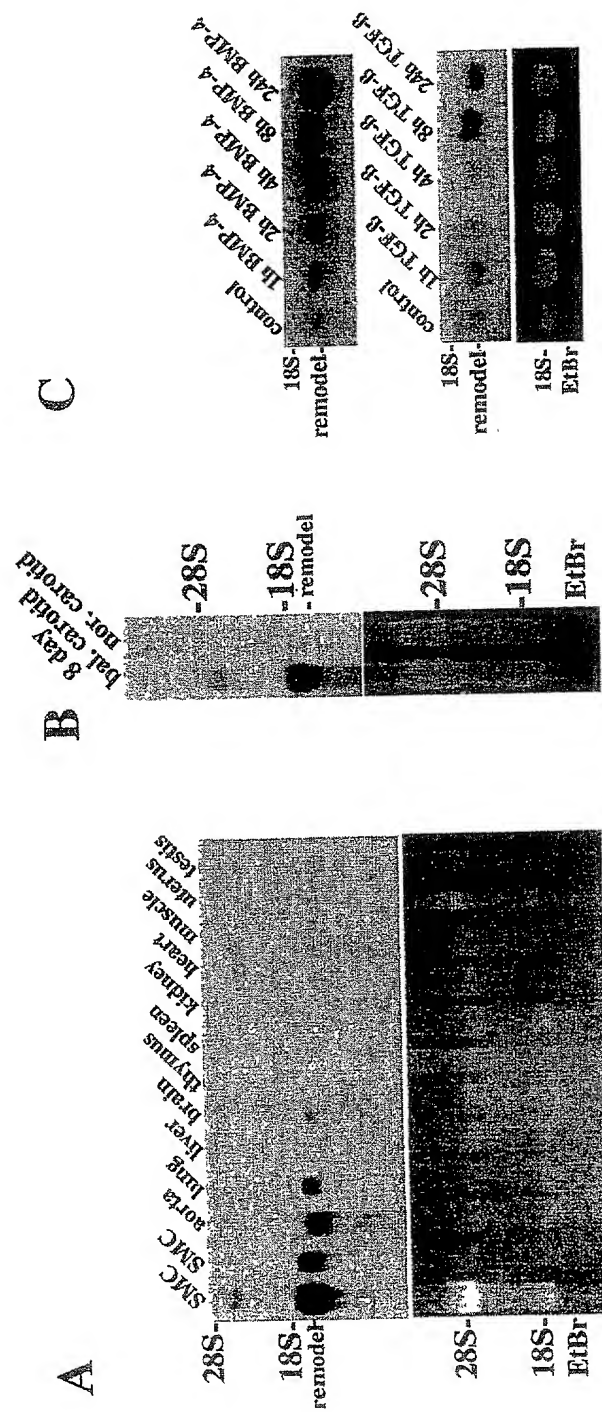 A
SMC
SMC
aorta
lung
liver
brain
thymus
spleen
kidney
heart
muscle
uterus
testis
28S-
18S-
remodel-
28S-
18S-
EtBr
B
8 day
bal. carotid
nor. carotid
-28S
-18S
- remodel
-28S
-18S
EtBr
C
control
1h BMP-4
2h BMP-4
4h BMP-4
8h BMP-4
24h BMP-4
18S-
remodel-
control
1h TGF-B
2h TGF-B
4h TGF-B
8h TGF-B
24h TGF-B
18S-
remodel-
18S-
EtBr